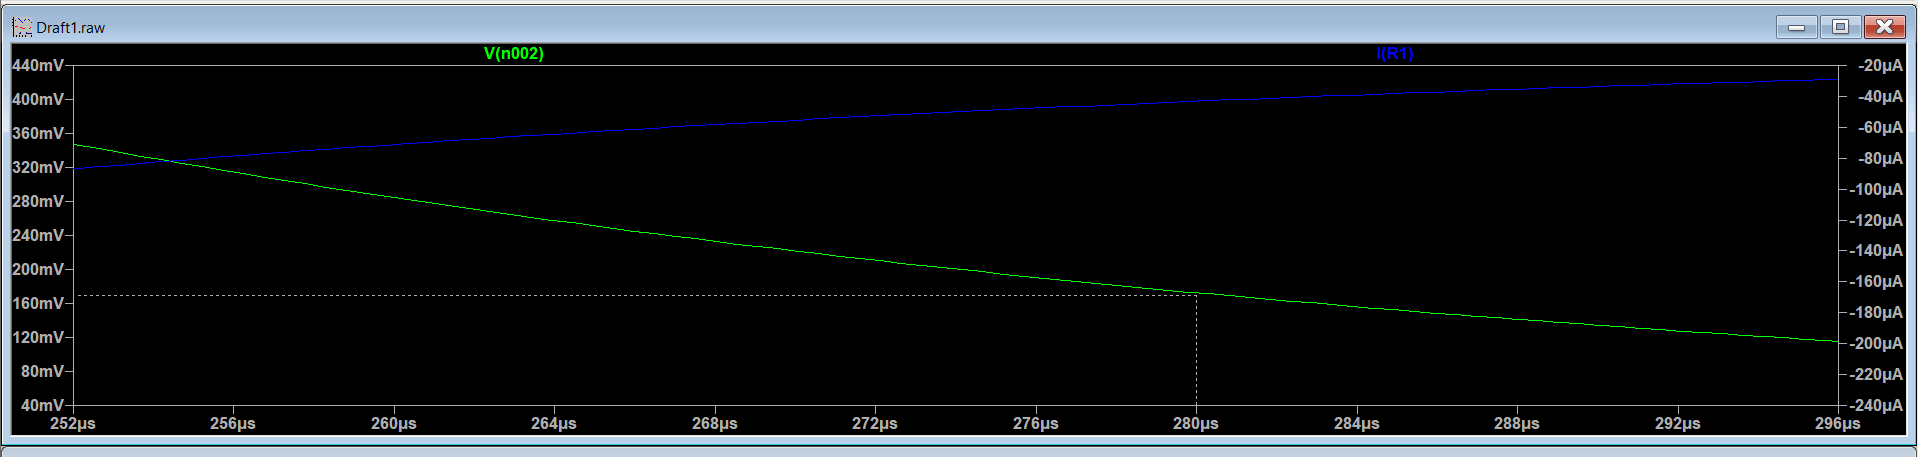 Draft1.raw
V(n002) I(R1)
440mV -20µA
400mV -40µA
360mV -60µA
320mV -80µA
280mV -100µA
240mV -120µA
200mV -140µA
160mV -160µA
120mV -180µA
80mV -200µA
40mV -220µA
-240µA
252µs 256µs 260µs 264µs 268µs 272µs 276µs 280µs 284µs 288µs 292µs 296µs